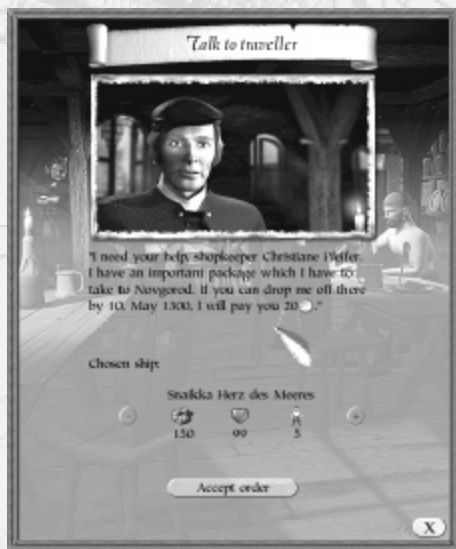 Talk to traveller
"I need your help, shopkeeper Christiane Pfeifer.
I have an important package which I have to
take to Novgorod. If you can drop me off there
by 10. May 1300, I will pay you 20 ."
Chosen ship:
Snaikka Herz des Meeres
150 99 5
Accept order
X